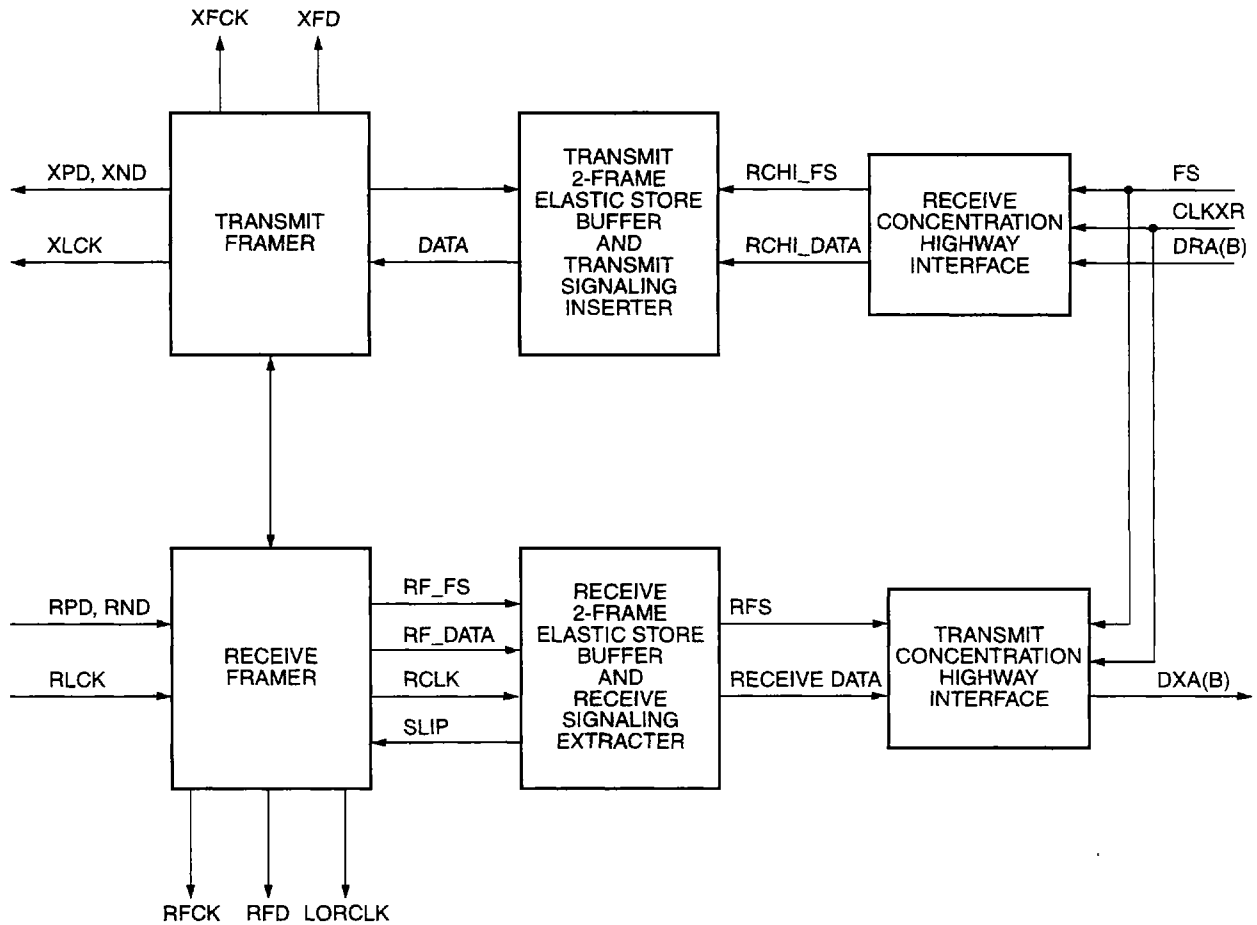 XFCK
XFD
XPD, XND
XLCK
TRANSMIT
FRAMER
DATA
TRANSMIT
2-FRAME
ELASTIC STORE
BUFFER
AND
TRANSMIT
SIGNALING
INSERTER
RCHI_FS
RCHI_DATA
RECEIVE
CONCENTRATION
HIGHWAY
INTERFACE
FS
CLKXR
DRA(B)
RPD, RND
RLCK
RECEIVE
FRAMER
RF_FS
RF_DATA
RCLK
SLIP
RECEIVE
2-FRAME
ELASTIC STORE
BUFFER
AND
RECEIVE
SIGNALING
EXTRACTER
RFS
RECEIVE DATA
TRANSMIT
CONCENTRATION
HIGHWAY
INTERFACE
DXA(B)
RFCK
RFD
LORCLK